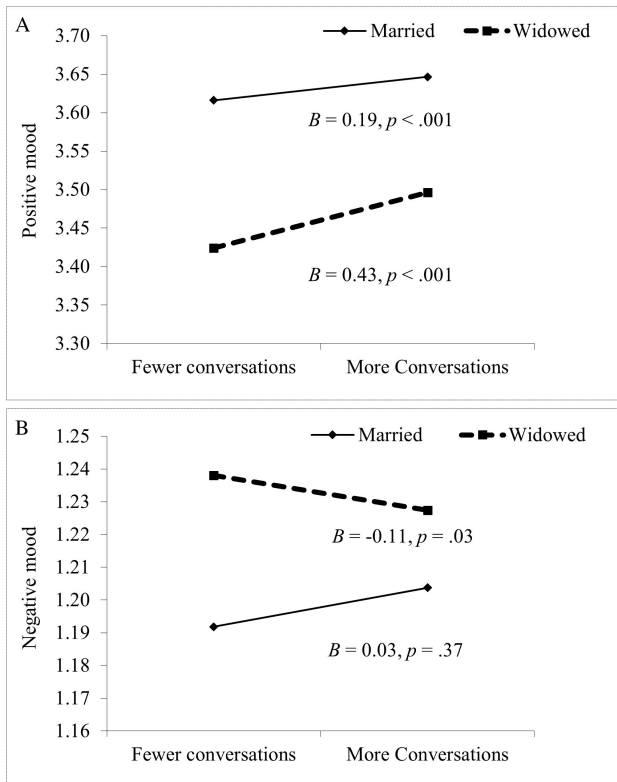 A
Married
Widowed
3.70
3.65
3.60
3.55
3.50
3.45
3.40
3.35
3.30
Positive mood
B = 0.19, p < .001
B = 0.43, p < .001
Fewer conversations
More Conversations
B
Married
Widowed
1.25
1.24
1.23
1.22
1.21
1.20
1.19
1.18
1.17
1.16
Negative mood
B = -0.11, p = .03
B = 0.03, p = .37
Fewer conversations
More Conversations